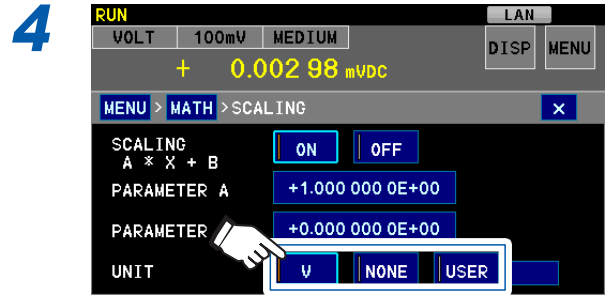 4
RUN LAN
VOLT 100mV MEDIUM DISP MENU
+ 0.002 98 mVDC
MENU > MATH >SCALING ×
SCALING ON OFF
A * X + B
PARAMETER A +1.000 000 0E+00
PARAMETER +0.000 000 0E+00
UNIT V NONE USER